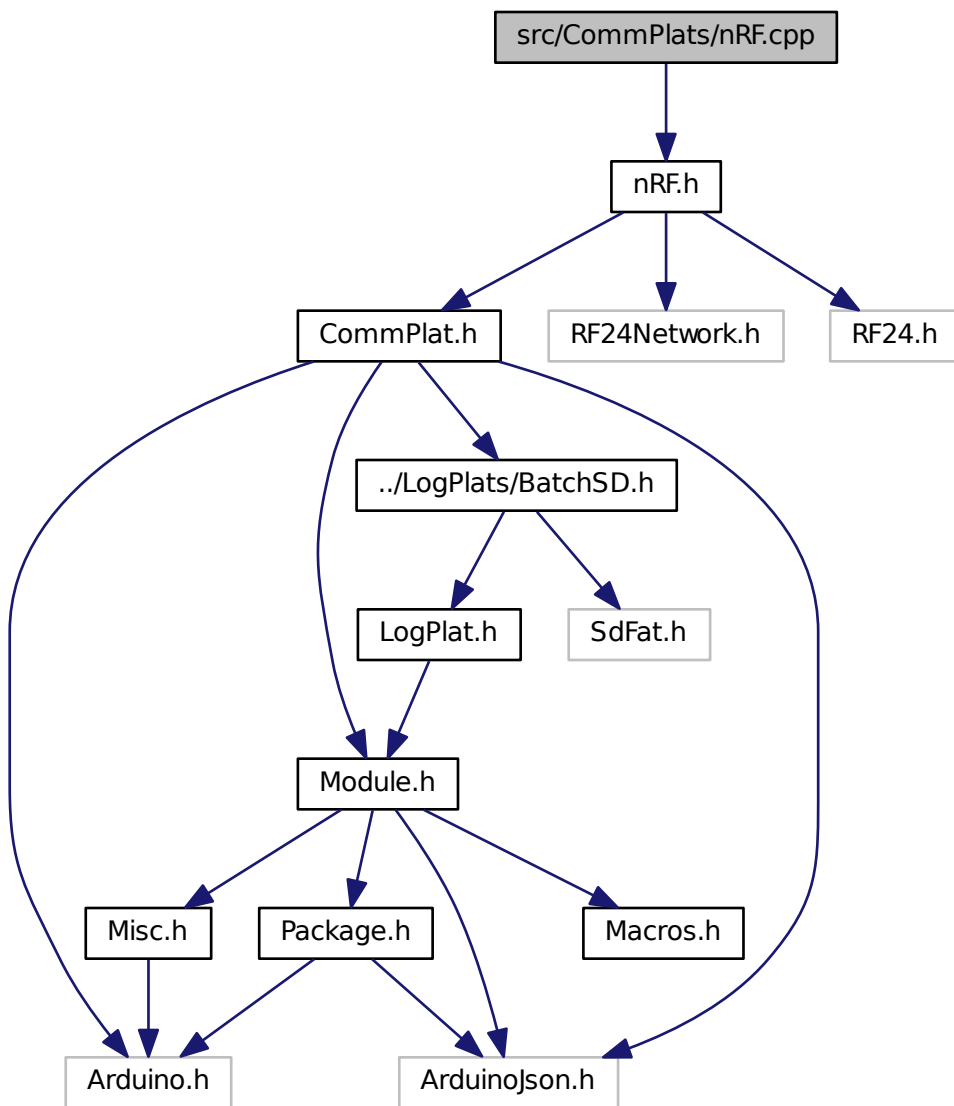 src/CommPlats/nRF.cpp
nRF.h
CommPlat.h
RF24Network.h
RF24.h
../LogPlats/BatchSD.h
LogPlat.h
SdFat.h
Module.h
Misc.h
Package.h
Macros.h
Arduino.h
ArduinoJson.h